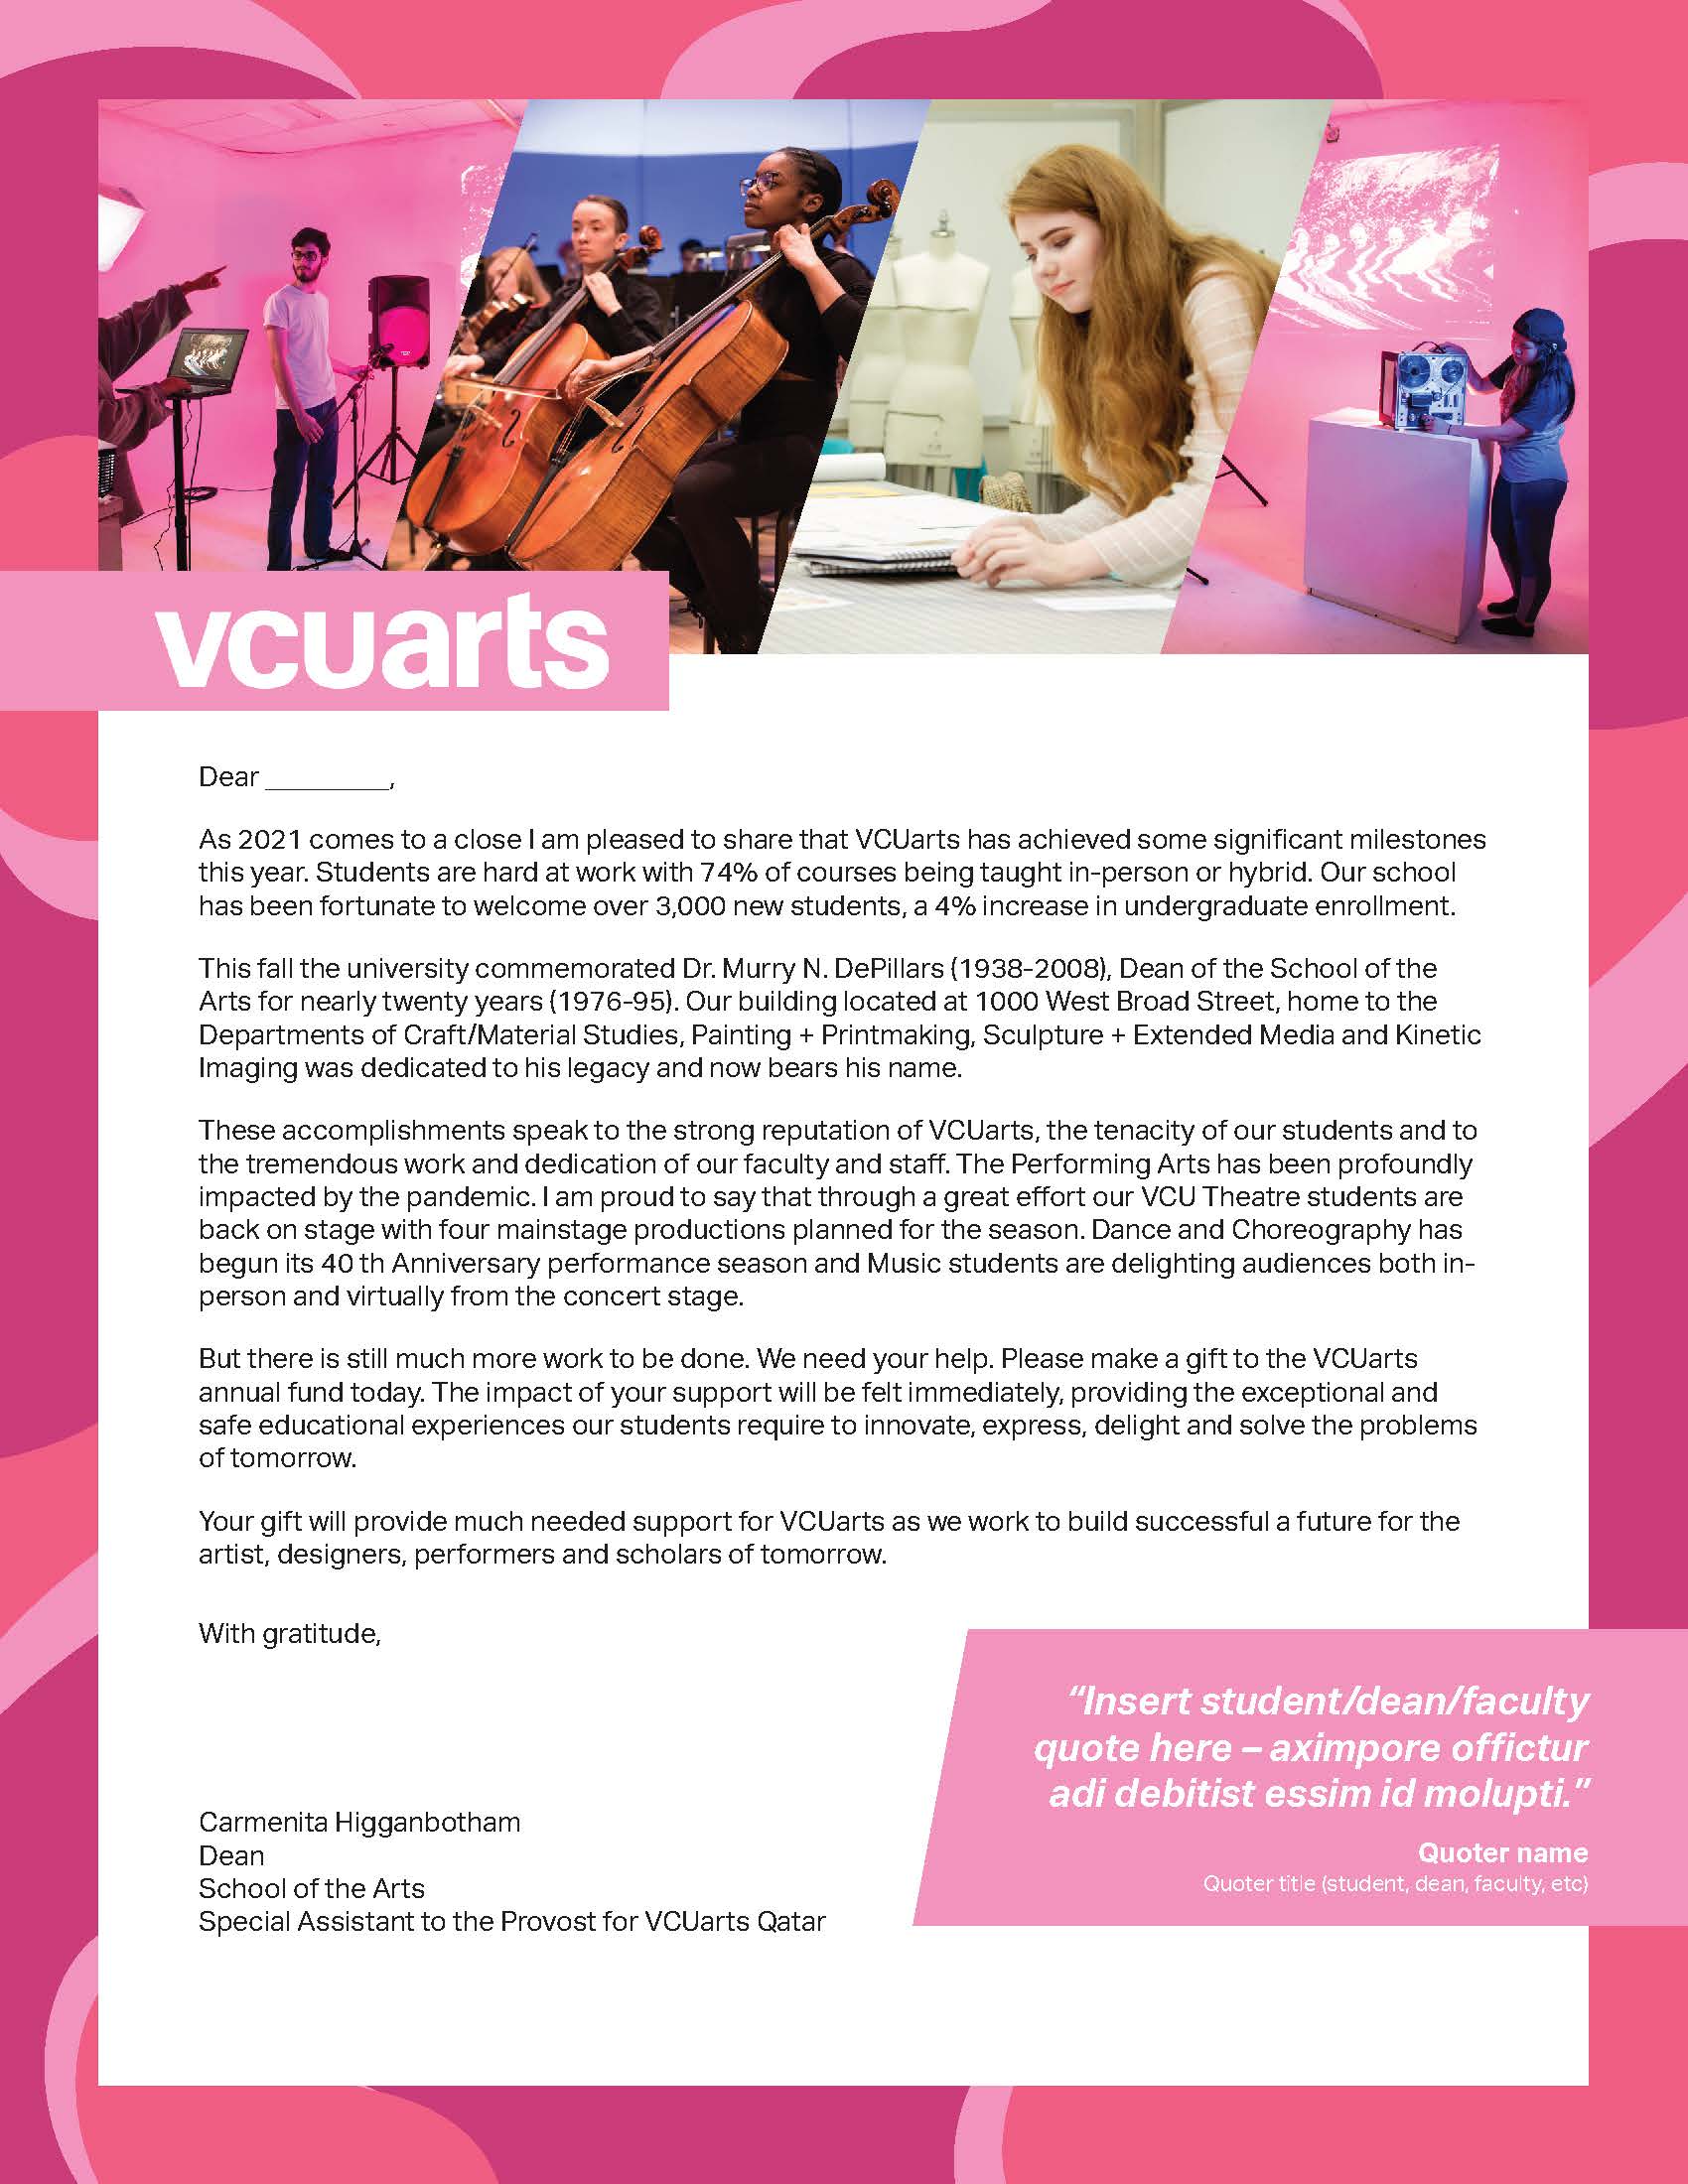 vcuarts
Dear _________,
As 2021 comes to a close I am pleased to share that VCUarts has achieved some significant milestones
this year. Students are hard at work with 74% of courses being taught in-person or hybrid. Our school
has been fortunate to welcome over 3,000 new students, a 4% increase in undergraduate enrollment.
This fall the university commemorated Dr. Murry N. DePillars (1938-2008), Dean of the School of the
Arts for nearly twenty years (1976-95). Our building located at 1000 West Broad Street, home to the
Departments of Craft/Material Studies, Painting + Printmaking, Sculpture + Extended Media and Kinetic
Imaging was dedicated to his legacy and now bears his name.
These accomplishments speak to the strong reputation of VCUarts, the tenacity of our students and to
the tremendous work and dedication of our faculty and staff. The Performing Arts has been profoundly
impacted by the pandemic. I am proud to say that through a great effort our VCU Theatre students are
back on stage with four mainstage productions planned for the season. Dance and Choreography has
begun its 40 th Anniversary performance season and Music students are delighting audiences both in-
person and virtually from the concert stage.
But there is still much more work to be done. We need your help. Please make a gift to the VCUarts
annual fund today. The impact of your support will be felt immediately, providing the exceptional and
safe educational experiences our students require to innovate, express, delight and solve the problems
of tomorrow.
Your gift will provide much needed support for VCUarts as we work to build successful a future for the
artist, designers, performers and scholars of tomorrow.
With gratitude,
Carmenita Higganbotham
Dean
School of the Arts
Special Assistant to the Provost for VCUarts Qatar
“Insert student/dean/faculty
quote here – aximpore offictur
adi debitist essim id molupti.”
Quoter name
Quoter title (student, dean, faculty, etc)